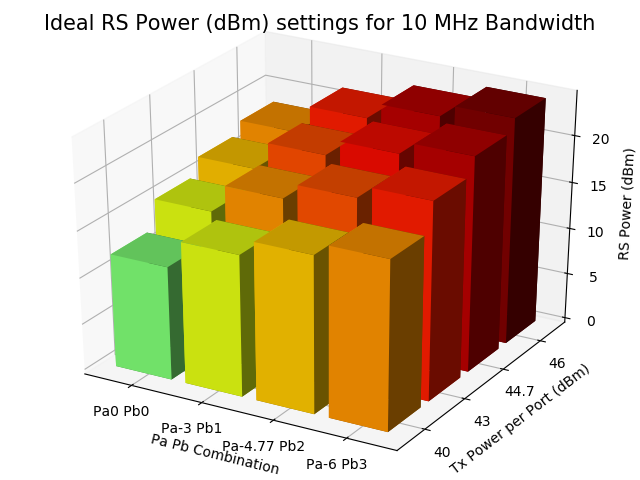 Ideal RS Power (dBm) settings for 10 MHz Bandwidth
20
15
10
5
0
RS Power (dBm)
46
44.7
43
40
Tx Power per Port (dBm)
Pa0 Pb0
Pa-3 Pb1
Pa-4.77 Pb2
Pa-6 Pb3
Pa Pb Combination